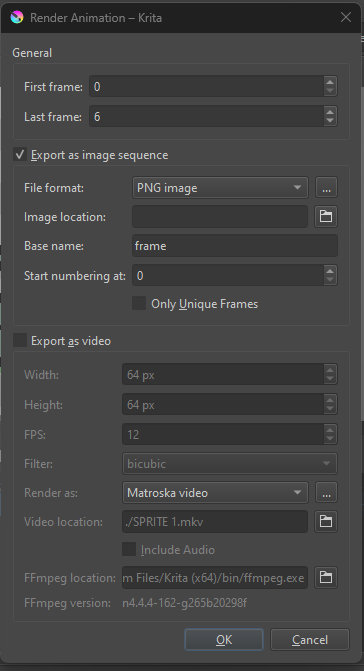 Render Animation – Krita
General
First frame: 0
Last frame: 6
Export as image sequence
File format: PNG image ...
Image location:
Base name: frame
Start numbering at: 0
Only Unique Frames
Export as video
Width: 64 px
Height: 64 px
FPS: 12
Filter: bicubic
Render as: Matroska video ...
Video location: ./SPRITE 1.mkv
Include Audio
FFmpeg location: m Files/Krita (x64)/bin/ffmpeg.exe
FFmpeg version: n4.4.4-162-g265b20298f
OK Cancel